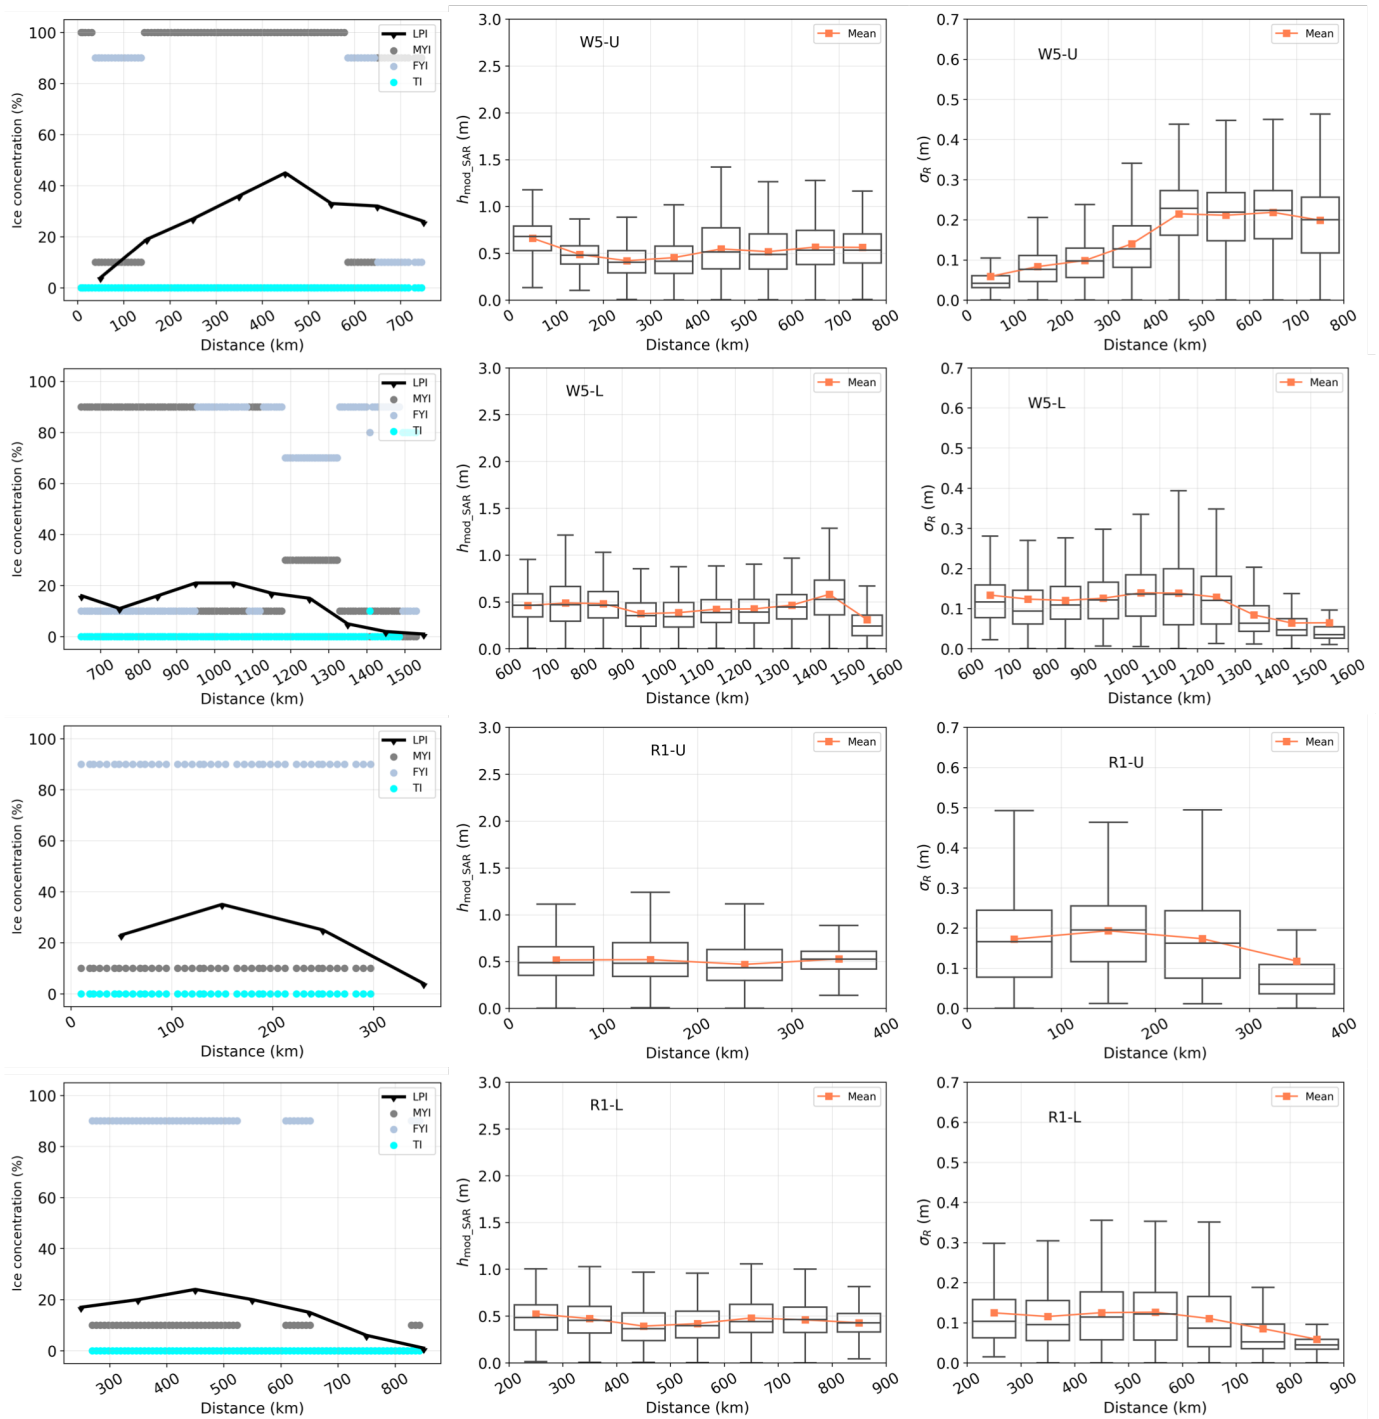 100
80
60
40
20
0
Ice concentration (%)
0 100 200 300 400 500 600 700
Distance (km)
LPI
MYI
FYI
TI
3.0
2.5
2.0
1.5
1.0
0.5
0.0
h_mod_SAR (m)
W5-U
Mean
0 100 200 300 400 500 600 700 800
Distance (km)
0.7
0.6
0.5
0.4
0.3
0.2
0.1
0.0
σ_R (m)
W5-U
Mean
0 100 200 300 400 500 600 700 800
Distance (km)
100
80
60
40
20
0
Ice concentration (%)
700 800 900 1000 1100 1200 1300 1400 1500
Distance (km)
LPI
MYI
FYI
TI
3.0
2.5
2.0
1.5
1.0
0.5
0.0
h_mod_SAR (m)
W5-L
Mean
600 700 800 900 1000 1100 1200 1300 1400 1500 1600
Distance (km)
0.7
0.6
0.5
0.4
0.3
0.2
0.1
0.0
σ_R (m)
W5-L
Mean
600 700 800 900 1000 1100 1200 1300 1400 1500 1600
Distance (km)
100
80
60
40
20
0
Ice concentration (%)
0 100 200 300
Distance (km)
LPI
MYI
FYI
TI
3.0
2.5
2.0
1.5
1.0
0.5
0.0
h_mod_SAR (m)
R1-U
Mean
0 100 200 300 400
Distance (km)
0.7
0.6
0.5
0.4
0.3
0.2
0.1
0.0
σ_R (m)
R1-U
Mean
0 100 200 300 400
Distance (km)
100
80
60
40
20
0
Ice concentration (%)
300 400 500 600 700 800
Distance (km)
LPI
MYI
FYI
TI
3.0
2.5
2.0
1.5
1.0
0.5
0.0
h_mod_SAR (m)
R1-L
Mean
200 300 400 500 600 700 800 900
Distance (km)
0.7
0.6
0.5
0.4
0.3
0.2
0.1
0.0
σ_R (m)
R1-L
Mean
200 300 400 500 600 700 800 900
Distance (km)